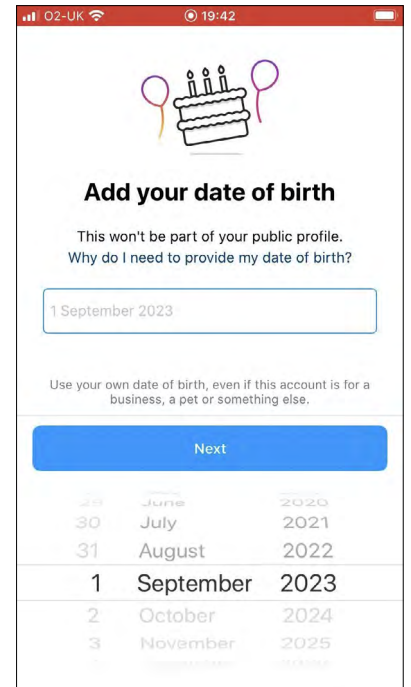 O2-UK 19:42
Add your date of birth
This won't be part of your public profile.
Why do I need to provide my date of birth?
1 September 2023
Use your own date of birth, even if this account is for a
business, a pet or something else.
Next
29 June 2020
30 July 2021
31 August 2022
1 September 2023
2 October 2024
3 November 2025